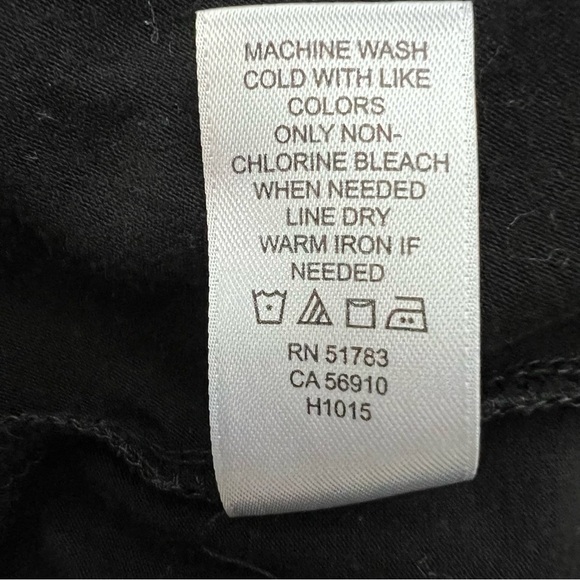 MACHINE WASH
COLD WITH LIKE
COLORS
ONLY NON-
CHLORINE BLEACH
WHEN NEEDED
LINE DRY
WARM IRON IF
NEEDED
RN 51783
CA 56910
H1015